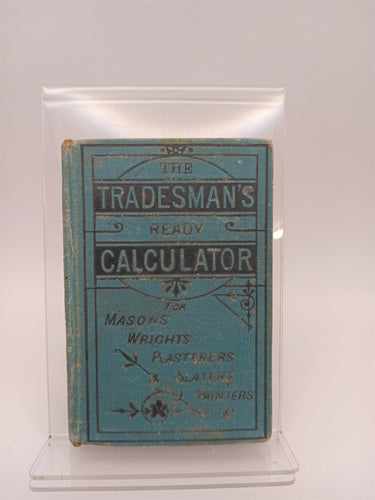 THE
TRADESMAN'S
READY
CALCULATOR
FOR
MASONS
WRIGHTS
PLASTERERS
SLATERS
PAINTERS
&c